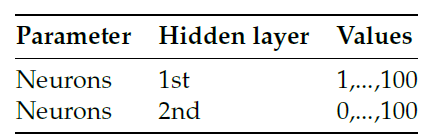 Parameter Hidden layer Values
Neurons 1st 1,...,100
Neurons 2nd 0,...,100